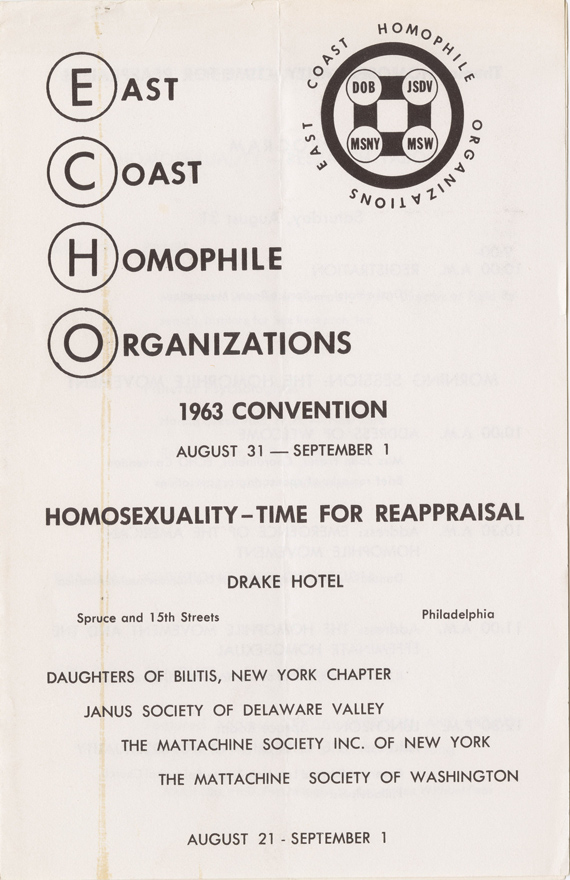 EAST
COAST
HOMOPHILE
ORGANIZATIONS
EAST COAST HOMOPHILE ORGANIZATIONS
DOB JSDV
MSNY MSW
1963 CONVENTION
AUGUST 31 — SEPTEMBER 1
HOMOSEXUALITY–TIME FOR REAPPRAISAL
DRAKE HOTEL
Spruce and 15th Streets Philadelphia
DAUGHTERS OF BILITIS, NEW YORK CHAPTER
JANUS SOCIETY OF DELAWARE VALLEY
THE MATTACHINE SOCIETY INC. OF NEW YORK
THE MATTACHINE SOCIETY OF WASHINGTON
AUGUST 21 - SEPTEMBER 1